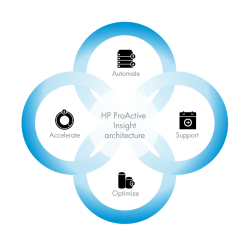 Automate
HP ProActive
Insight
architecture
Accelerate
Support
Optimize